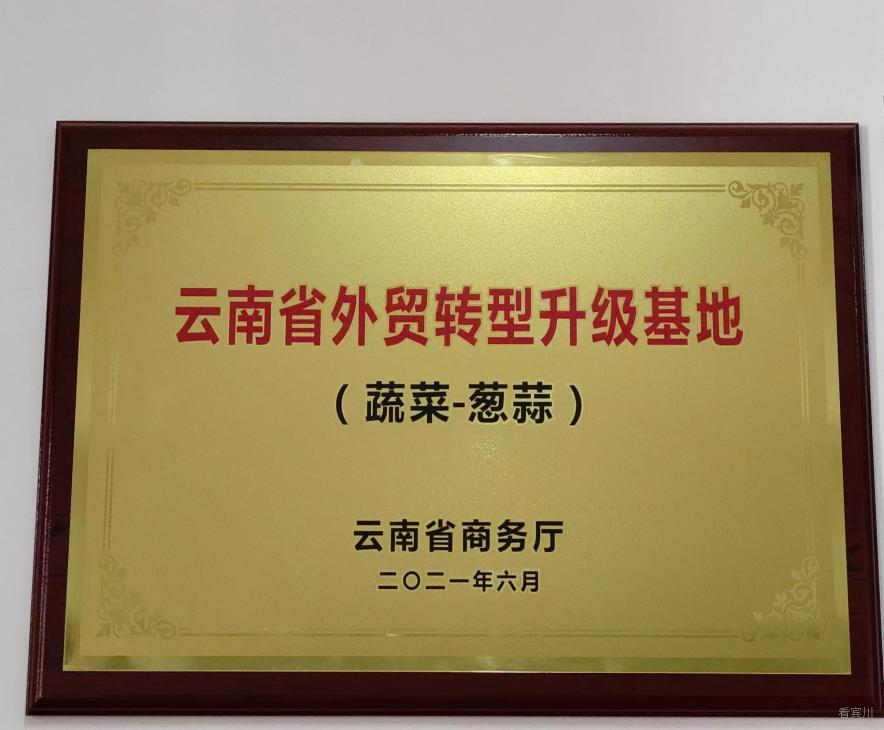 云南省外贸转型升级基地
（蔬菜-葱蒜）
云南省商务厅
二〇二一年六月
看宾川